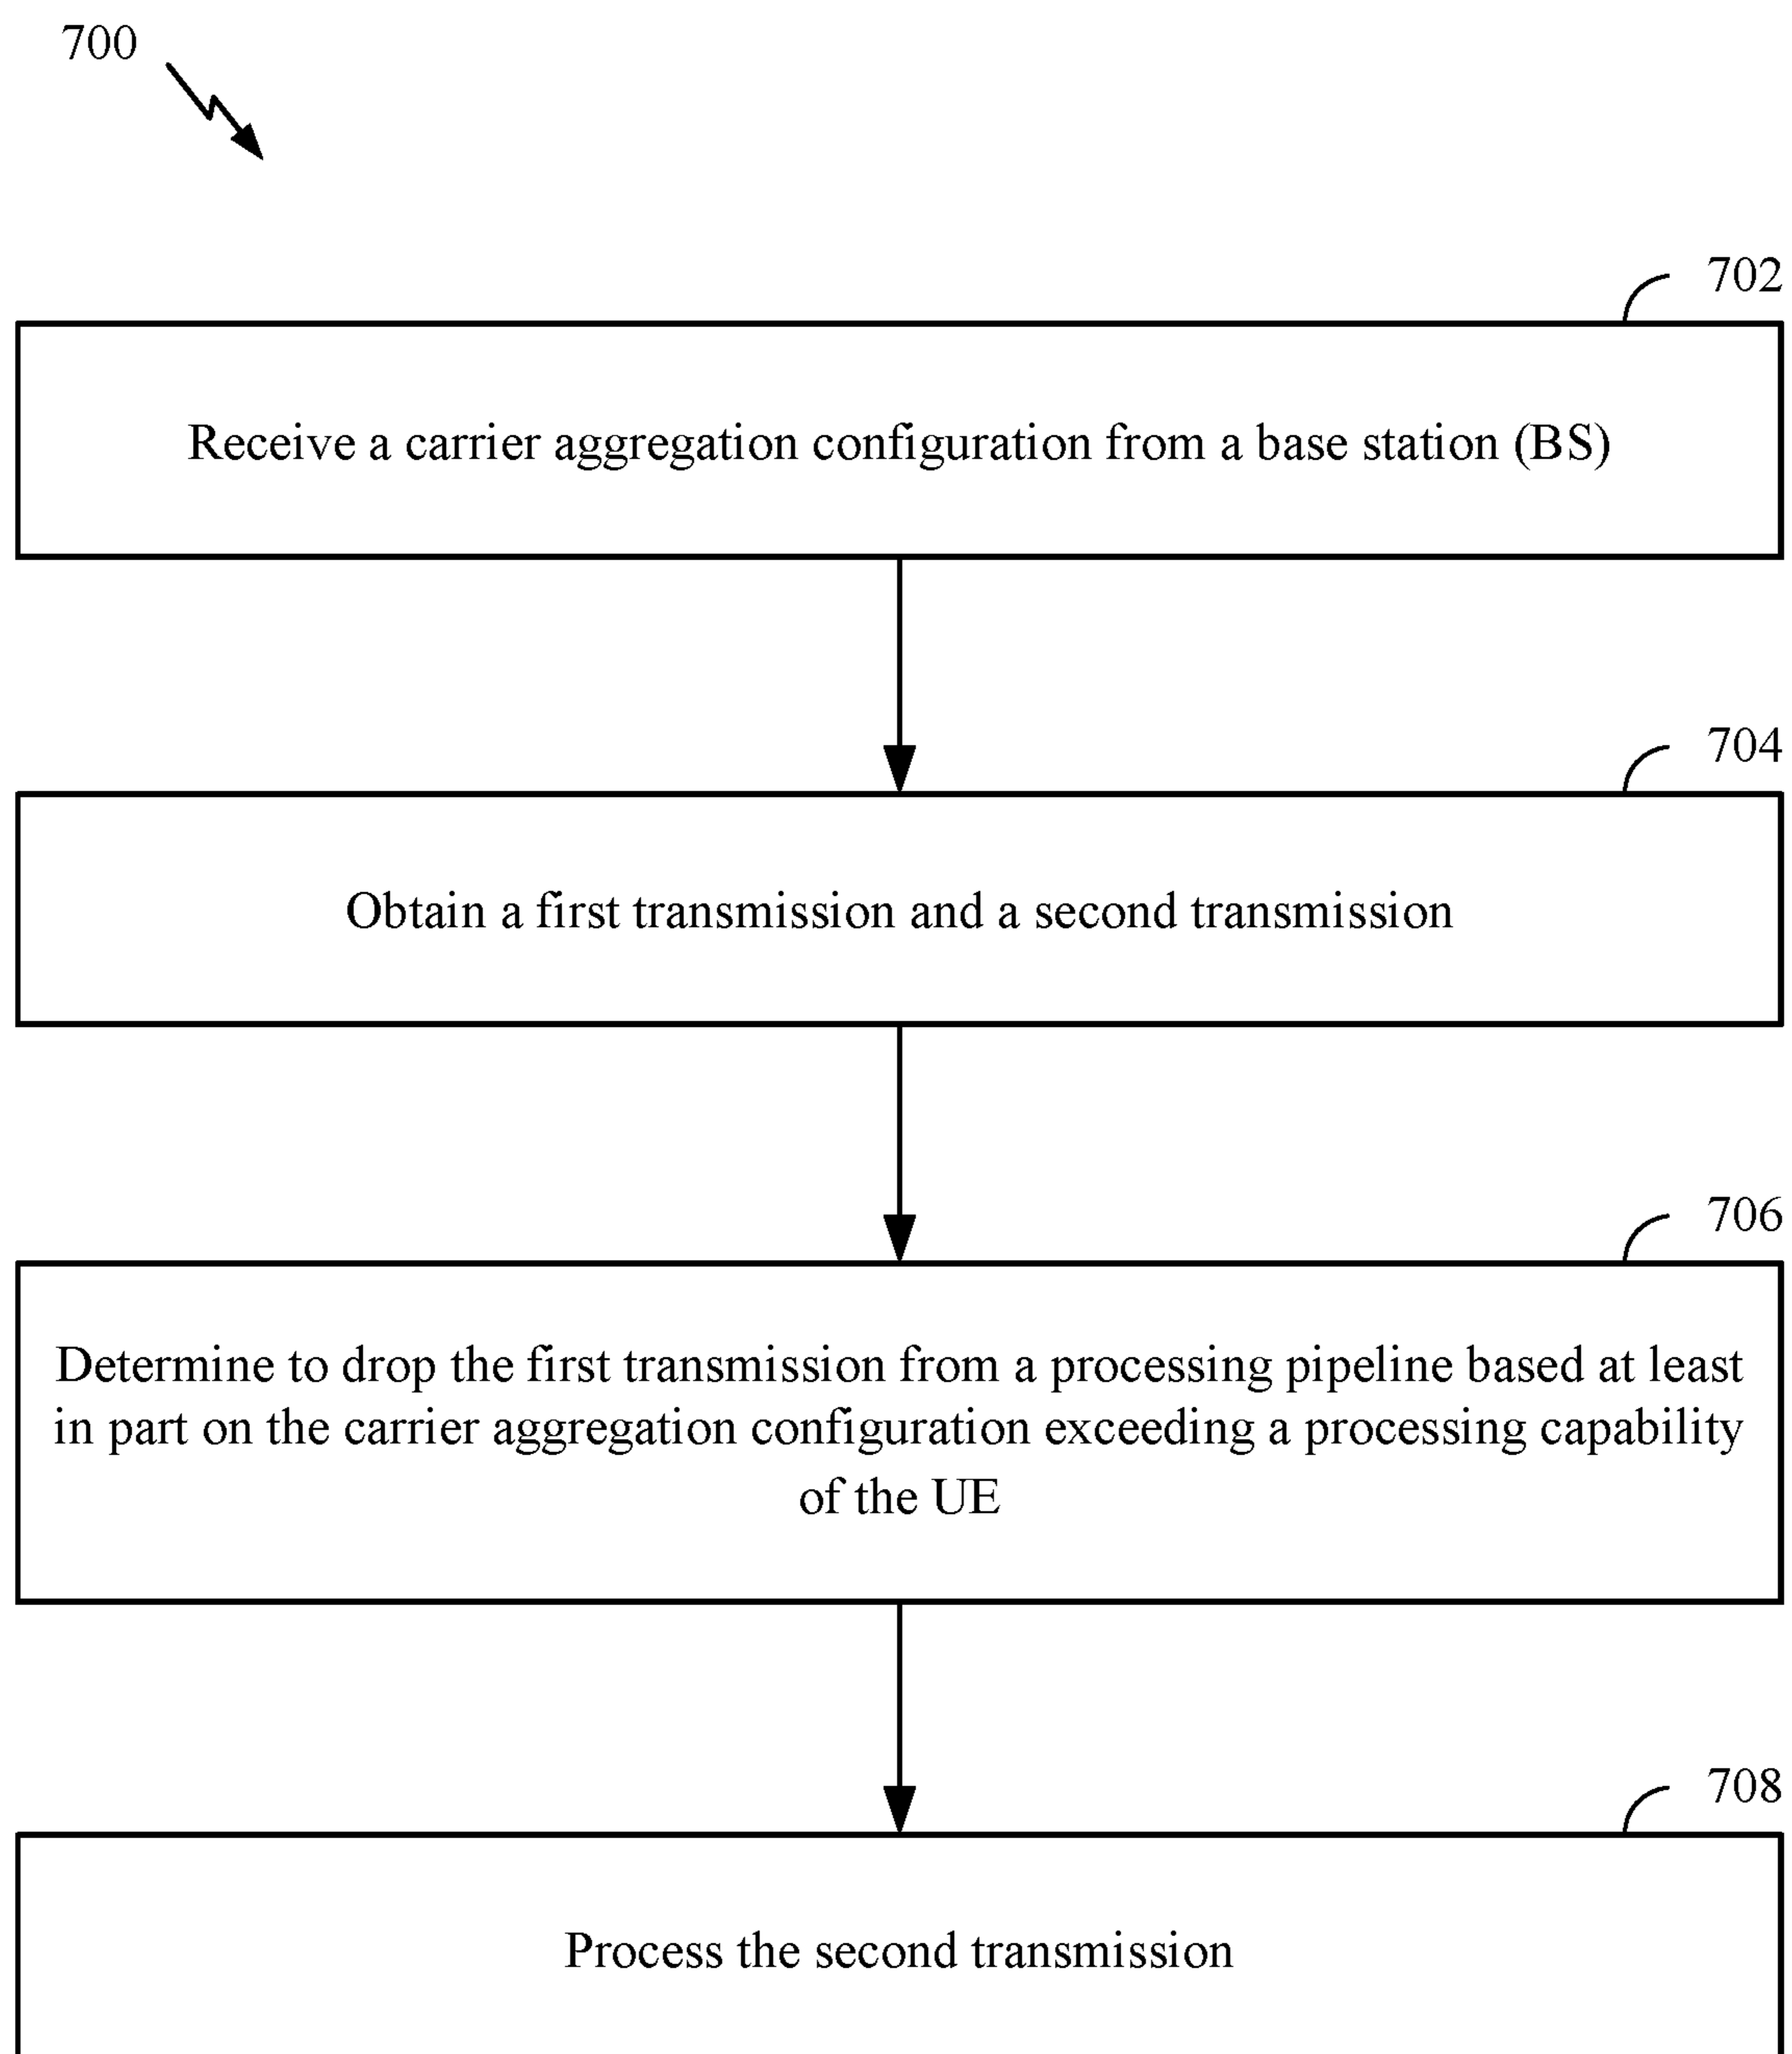 700
702
Receive a carrier aggregation configuration from a base station (BS)
704
Obtain a first transmission and a second transmission
706
Determine to drop the first transmission from a processing pipeline based at least
in part on the carrier aggregation configuration exceeding a processing capability
of the UE
708
Process the second transmission